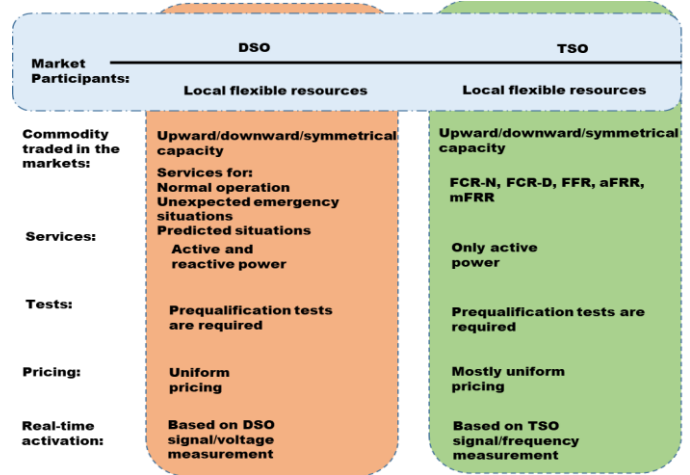 DSO
TSO
Market
Participants:
Local flexible resources
Local flexible resources
Commodity
traded in the
markets:
Upward/downward/symmetrical
capacity
Upward/downward/symmetrical
capacity
Services for:
Normal operation
Unexpected emergency
situations
Predicted situations
FCR-N, FCR-D, FFR, aFRR,
mFRR
Services:
Active and
reactive power
Only active
power
Tests:
Prequalification tests
are required
Prequalification tests are
required
Pricing:
Uniform
pricing
Mostly uniform
pricing
Real-time
activation:
Based on DSO
signal/voltage
measurement
Based on TSO
signal/frequency
measurement